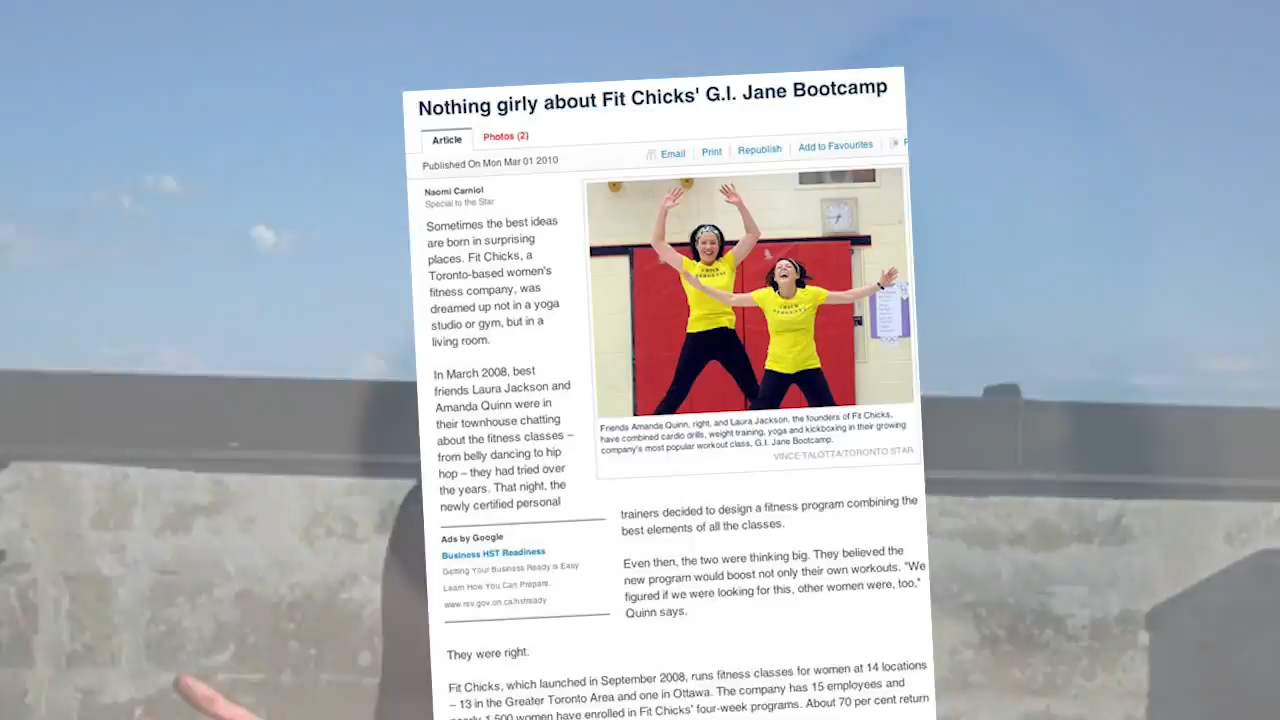 Nothing girly about Fit Chicks' G.I. Jane Bootcamp
Article
Photos (2)
Published On Mon Mar 01 2010
Email
Print
Republish
Add to Favourites
Naomi Carniol
Special to the Star
Sometimes the best ideas
are born in surprising
places. Fit Chicks, a
Toronto-based women's
fitness company, was
dreamed up not in a yoga
studio or gym, but in a
living room.
In March 2008, best
friends Laura Jackson and
Amanda Quinn were in
their townhouse chatting
about the fitness classes –
from belly dancing to hip
hop – they had tried over
the years. That night, the
newly certified personal
CHICK
SERGEANT
CHICK
SERGEANT
Friends Amanda Quinn, right, and Laura Jackson, the founders of Fit Chicks,
have combined cardio drills, weight training, yoga and kickboxing in their growing
company's most popular workout class, G.I. Jane Bootcamp.
VINCE TALOTTA/TORONTO STAR
Ads by Google
Business HST Readiness
Getting Your Business Ready is Easy
Learn How You Can Prepare.
www.rev.gov.on.ca/hstready
trainers decided to design a fitness program combining the
best elements of all the classes.
Even then, the two were thinking big. They believed the
new program would boost not only their own workouts. "We
figured if we were looking for this, other women were, too,"
Quinn says.
They were right.
Fit Chicks, which launched in September 2008, runs fitness classes for women at 14 locations
– 13 in the Greater Toronto Area and one in Ottawa. The company has 15 employees and
nearly 1,500 women have enrolled in Fit Chicks' four-week programs. About 70 per cent return